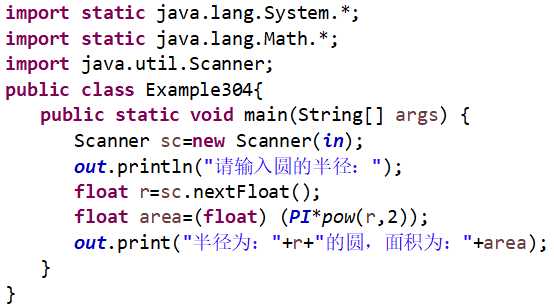 import static java.lang.System.*;
import static java.lang.Math.*;
import java.util.Scanner;
public class Example304{
   public static void main(String[] args) {
      Scanner sc=new Scanner(in);
      out.println("请输入圆的半径：");
      float r=sc.nextFloat();
      float area=(float) (PI*pow(r,2));
      out.print("半径为："+r+"的圆，面积为："+area);
   }
}